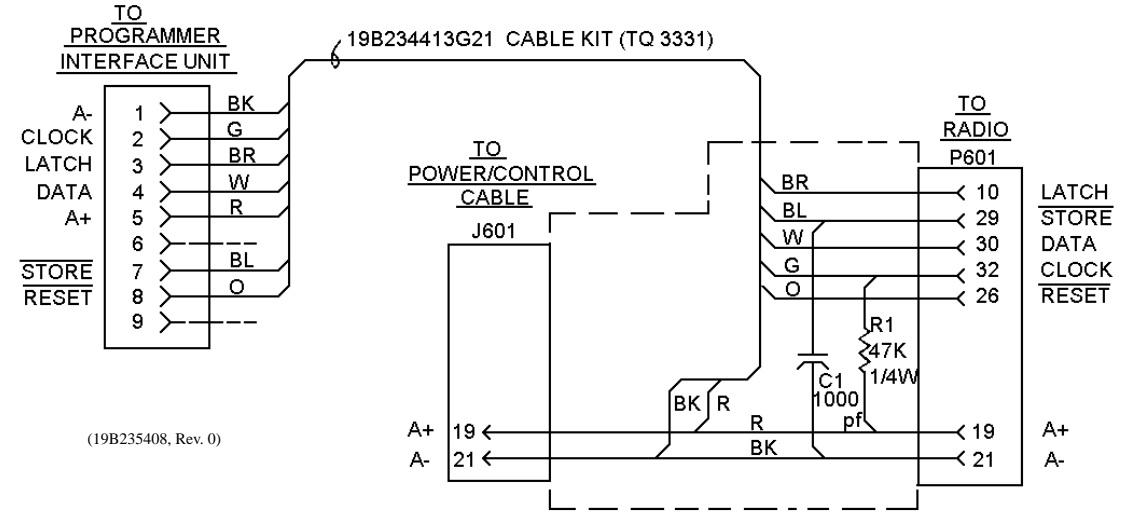 TO
PROGRAMMER
INTERFACE UNIT
19B234413G21 CABLE KIT (TQ 3331)
A- 1 BK
CLOCK 2 G
LATCH 3 BR
DATA 4 W
A+ 5 R
6
STORE 7 BL
RESET 8 O
9
(19B235408, Rev. 0)
TO
POWER/CONTROL
CABLE
J601
A+ 19
A- 21
BK R
R
BK
C1
1000
pf
R1
47K
1/4W
TO
RADIO
P601
BR 10 LATCH
BL 29 STORE
W 30 DATA
G 32 CLOCK
O 26 RESET
19 A+
21 A-